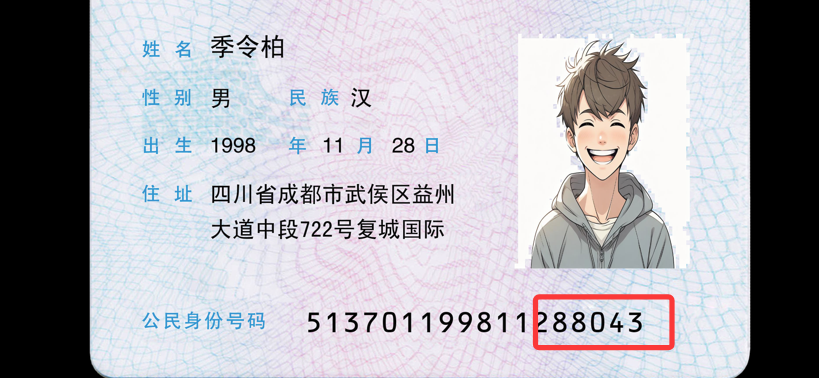 姓 名 季令柏
性 别 男 民 族 汉
出 生 1998 年 11 月 28 日
住 址 四川省成都市武侯区益州
大道中段722号复城国际
公民身份号码 513701199811288043